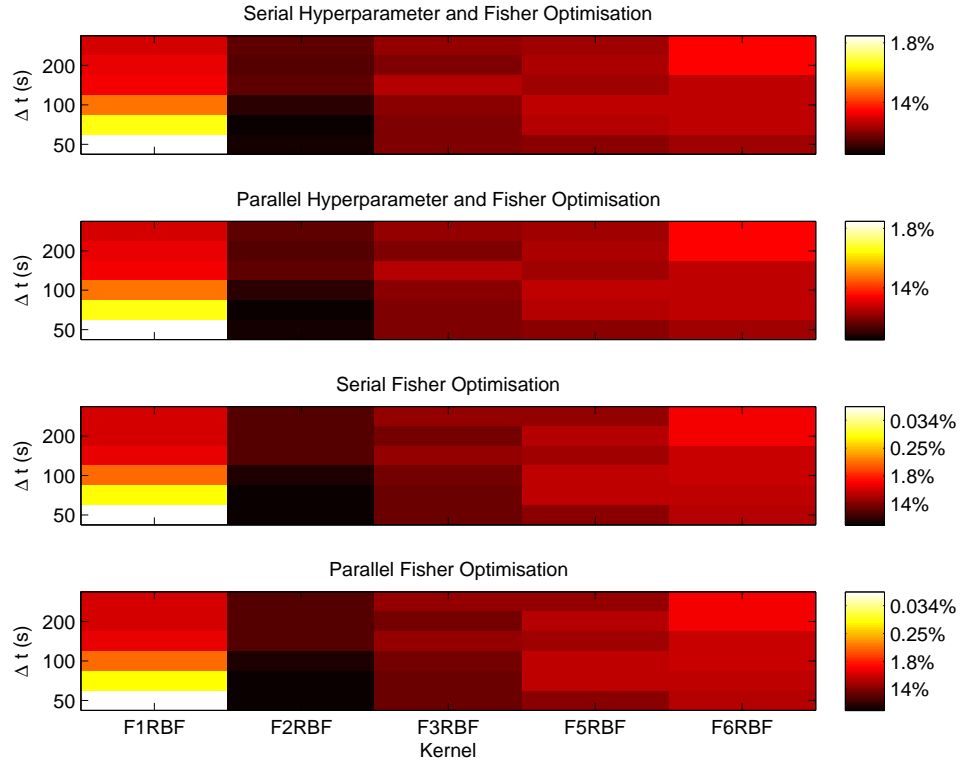 Serial Hyperparameter and Fisher Optimisation
Δ t (s)
200
100
50
1.8%
14%
Parallel Hyperparameter and Fisher Optimisation
Δ t (s)
200
100
50
1.8%
14%
Serial Fisher Optimisation
Δ t (s)
200
100
50
0.034%
0.25%
1.8%
14%
Parallel Fisher Optimisation
Δ t (s)
200
100
50
0.034%
0.25%
1.8%
14%
F1RBF F2RBF F3RBF F5RBF F6RBF
Kernel